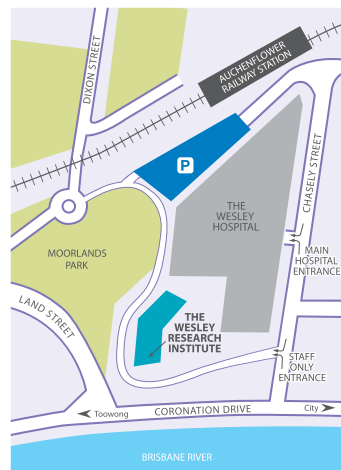 DIXON STREET
AUCHENFLOWER
RAILWAY STATION
P
CHASELY STREET
THE
WESLEY
HOSPITAL
MOORLANDS
PARK
MAIN
HOSPITAL
ENTRANCE
LAND STREET
THE
WESLEY
RESEARCH
INSTITUTE
STAFF
ONLY
ENTRANCE
Toowong
CORONATION DRIVE
City
BRISBANE RIVER